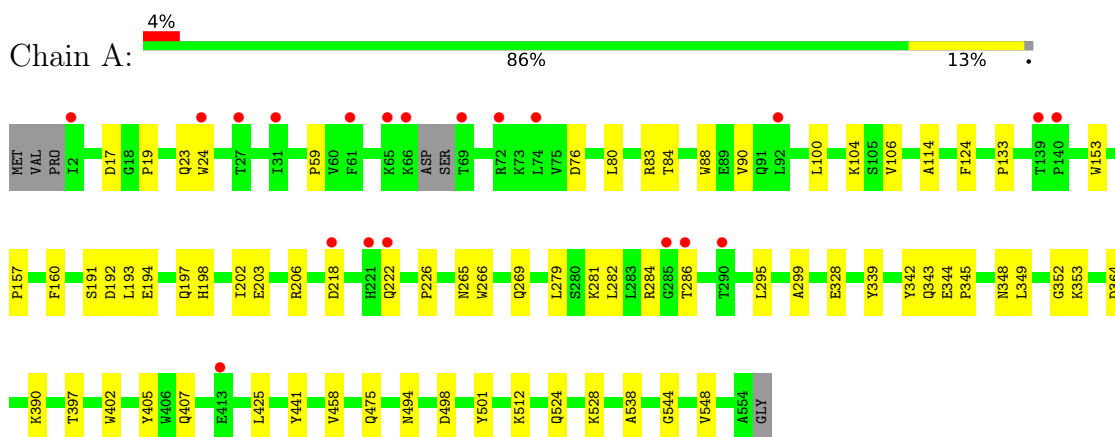 4%
Chain A:
86% 13% •
MET VAL PRO I2 D17 G18 P19 Q23 W24 T27 I31 P59 V60 F61 K65 K66 ASP SER T69 R72 K73 L74 V75 D76 L80 R83 T84 W88 E89 V90 Q91 L92 L100 K104 S105 V106 A114 F124 P133 T139 P140 W153
P157 F160 S191 D192 L193 E194 Q197 H198 I202 E203 R206 D218 H221 Q222 P226 N265 W266 Q269 L279 S280 K281 L282 L283 R284 G285 T286 T290 L295 A299 E328 Y339 Y342 Q343 E344 P345 N348 L349 G352 K353
K390 T397 W402 Y405 W406 Q407 E413 L425 Y441 V458 Q475 N494 D498 Y501 K512 Q524 K528 A538 G544 V548 A554 GLY